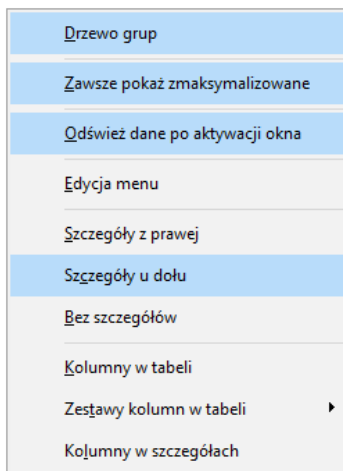 Drzewo grup
Zawsze pokaż zmaksymalizowane
Odśwież dane po aktywacji okna
Edycja menu
Szczegóły z prawej
Szczegóły u dołu
Bez szczegółów
Kolumny w tabeli
Zestawy kolumn w tabeli
Kolumny w szczegółach